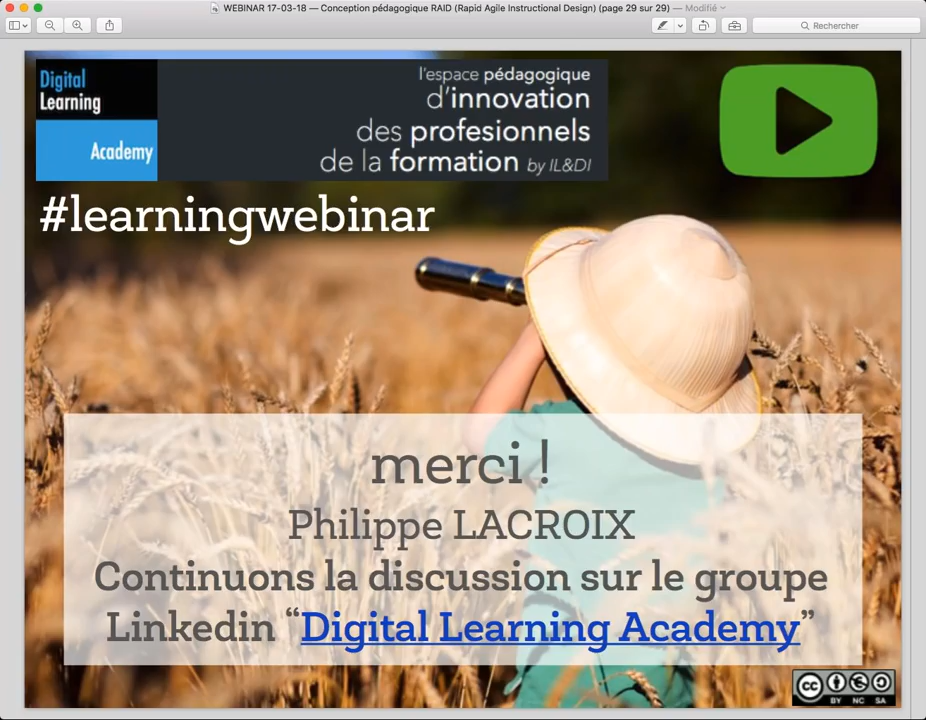 WEBINAR 17-03-18 — Conception pédagogique RAID (Rapid Agile Instructional Design) (page 29 sur 29) — Modifié
Rechercher
Digital
Learning
Academy
l'espace pédagogique
d'innovation
des profesionnels
de la formation by IL&DI
#learningwebinar
merci !
Philippe LACROIX
Continuons la discussion sur le groupe
Linkedin “Digital Learning Academy”
cc
BY NC SA